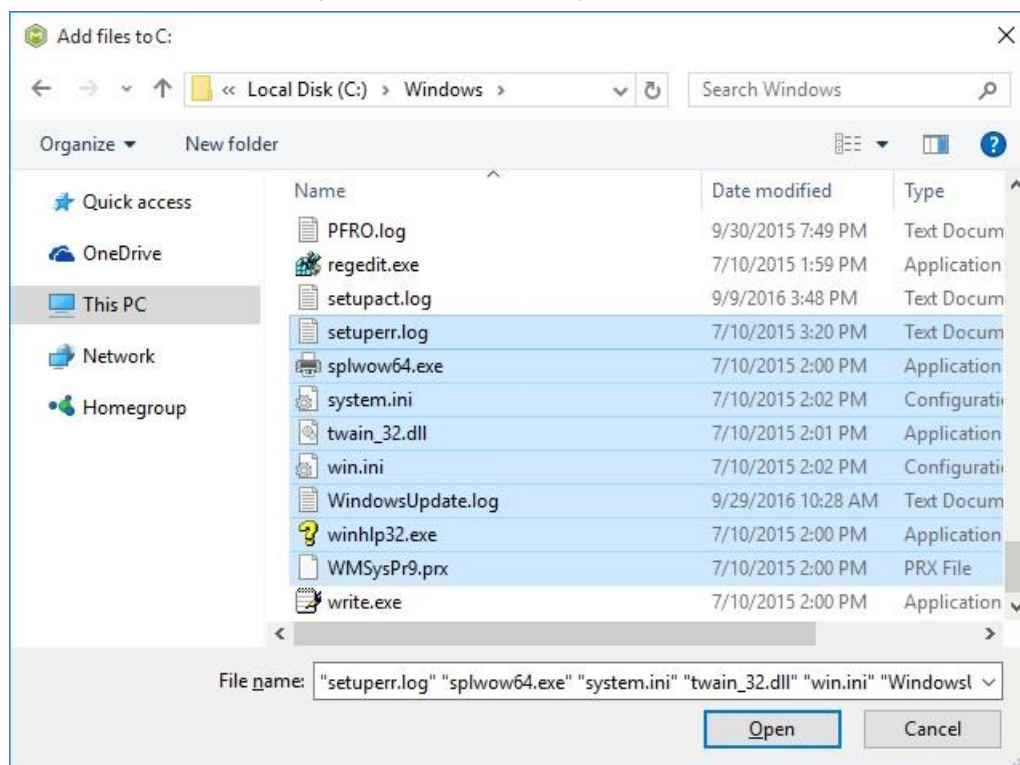 Add files to C:
« Local Disk (C:) › Windows ›
Search Windows
Organize
New folder
Quick access
OneDrive
This PC
Network
Homegroup
Name Date modified Type
PFRO.log 9/30/2015 7:49 PM Text Docum
regedit.exe 7/10/2015 1:59 PM Application
setupact.log 9/9/2016 3:48 PM Text Docum
setuperr.log 7/10/2015 3:20 PM Text Docum
splwow64.exe 7/10/2015 2:00 PM Application
system.ini 7/10/2015 2:02 PM Configurati
twain_32.dll 7/10/2015 2:01 PM Application
win.ini 7/10/2015 2:02 PM Configurati
WindowsUpdate.log 9/29/2016 10:28 AM Text Docum
winhlp32.exe 7/10/2015 2:00 PM Application
WMSysPr9.prx 7/10/2015 2:00 PM PRX File
write.exe 7/10/2015 2:00 PM Application
File name: "setuperr.log" "splwow64.exe" "system.ini" "twain_32.dll" "win.ini" "Windows
Open Cancel